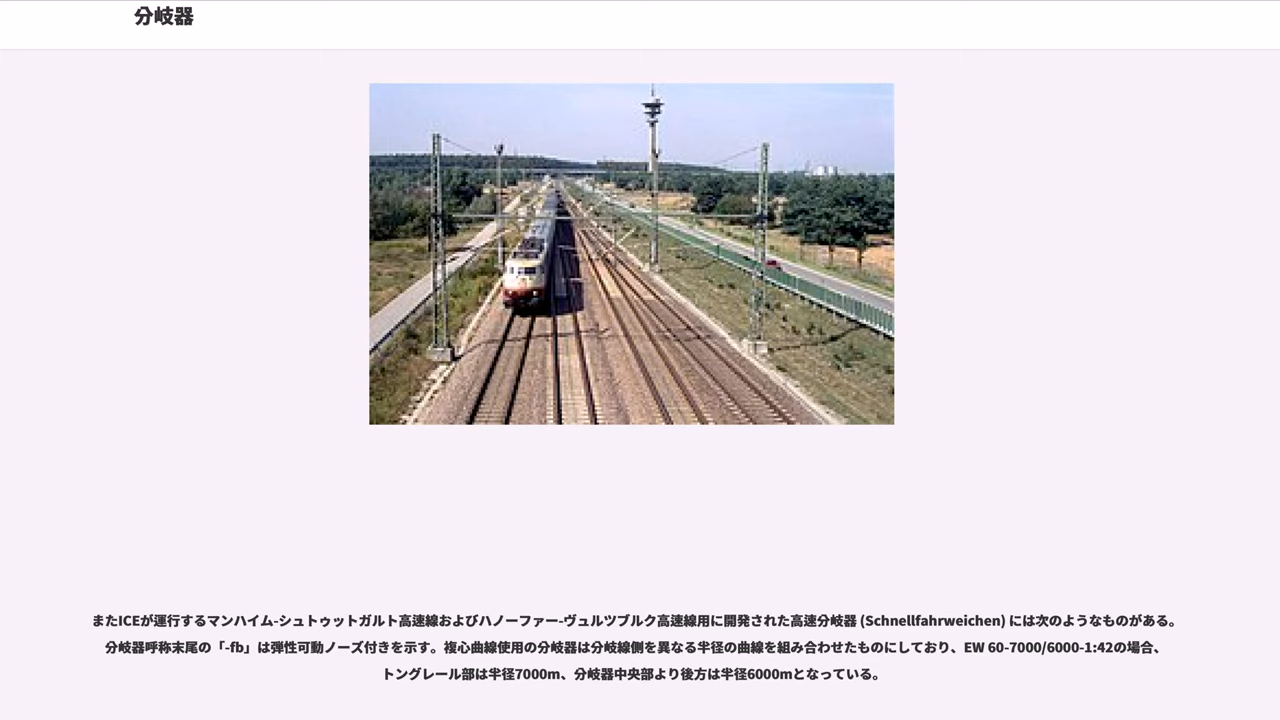 分岐器
またICEが運行するマンハイム-シュトゥットガルト高速線およびハノーファー-ヴュルツブルク高速線用に開発された高速分岐器 (Schnellfahrweichen) には次のようなものがある。
分岐器呼称末尾の「-fb」は弾性可動ノーズ付きを示す。複心曲線使用の分岐器は分岐線側を異なる半径の曲線を組み合わせたものにしており、EW 60-7000/6000-1:42の場合、
トングレール部は半径7000m、分岐器中央部より後方は半径6000mとなっている。